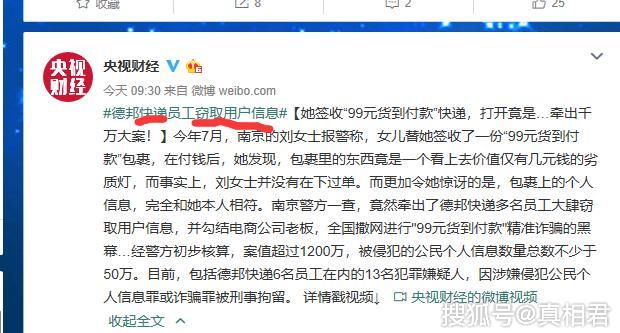 收藏 8 2 25
央视财经
央视财经
今天 09:30 来自 微博 weibo.com
#德邦快递员工窃取用户信息#【她签收“99元货到付款”快递，打开竟是…牵出千
万大案！】今年7月，南京的刘女士报警称，女儿替她签收了一份“99元货到付
款”包裹，在付钱后，她发现，包裹里的东西竟是一个看上去价值仅有几元钱的劣
质灯，而事实上，刘女士并没有在下过单。而更加令她惊讶的是，包裹上的个人
信息，完全和她本人相符。南京警方一查，竟然牵出了德邦快递多名员工大肆窃
取用户信息，并勾结电商公司老板，全国撒网进行"99元货到付款"精准诈骗的黑
幕…经警方初步核算，案值超过1200万，被侵犯的公民个人信息数量总数不少于
50万。目前，包括德邦快递6名员工在内的13名犯罪嫌疑人，因涉嫌侵犯公民个
人信息罪或诈骗罪被刑事拘留。 详情戳视频↓ 央视财经的微博视频
收起全文
搜狐号@真相君